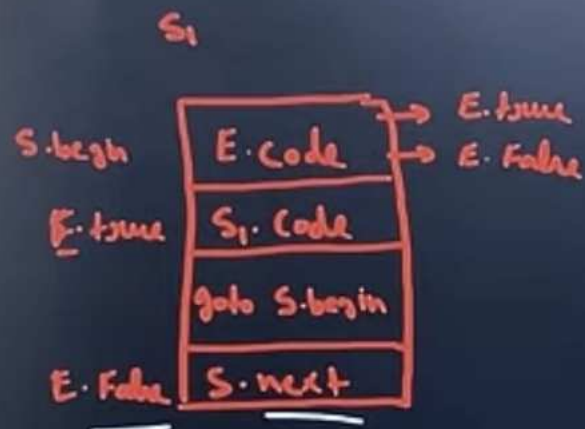 S1
E.true
S.begin E.code E.False
E.true S1.Code
goto S.begin
E.False S.next